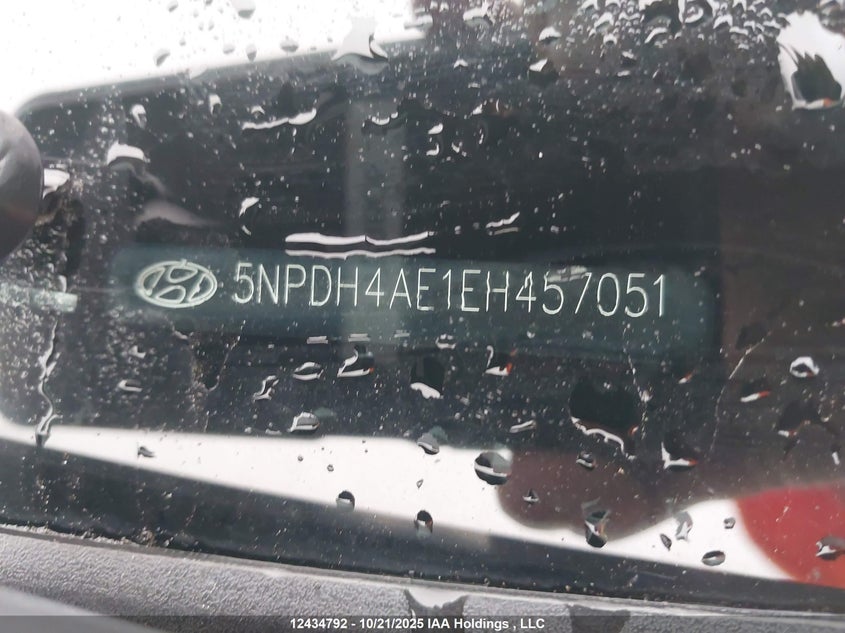 5NPDH4AE1EH457051
12434792 - 10/21/2025 IAA Holdings , LLC